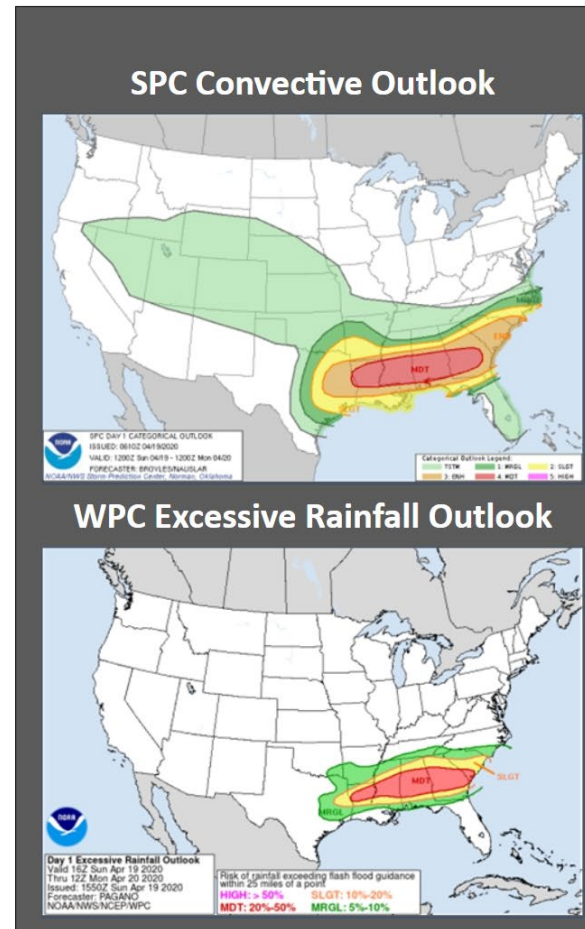 SPC Convective Outlook
MRGL
ENH
MDT
SLGT
SPC DAY 1 CATEGORICAL OUTLOOK
ISSUED: 0610Z 04/19/2020
VALID: 1200Z Sun 04/19 - 1200Z Mon 04/20
FORECASTER: BROYLES/NAUSLAR
NOAA/NWS Storm Prediction Center, Norman, Oklahoma
Categorical Outlook Legend:
TSTM 1: MRGL 2: SLGT
3: ENH 4: MDT 5: HIGH
WPC Excessive Rainfall Outlook
MDT
SLGT
MRGL
NOAA
Day 1 Excessive Rainfall Outlook
Valid 16Z Sun Apr 19 2020
Thru 12Z Mon Apr 20 2020
Issued: 1550Z Sun Apr 19 2020
Forecaster: PAGANO
NOAA/NWS/NCEP/WPC
Risk of rainfall exceeding flash flood guidance
within 25 miles of a point
HIGH: > 50% SLGT: 10%-20%
MDT: 20%-50% MRGL: 5%-10%